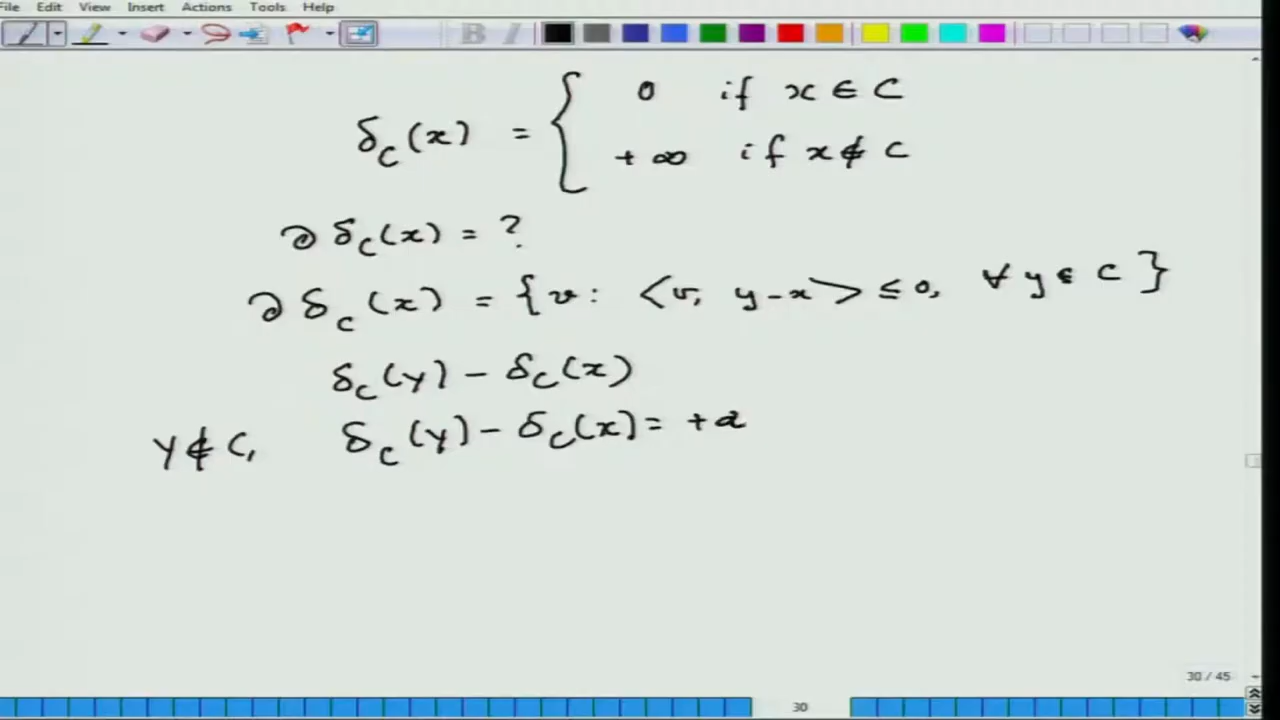 File Edit View Insert Actions Tools Help
B I
δ_C(x) = { 0 if x ∈ C
+∞ if x ∉ C
∂ δ_C(x) = ?
∂ δ_C(x) = {v : <v, y-x> ≤ 0, ∀ y ∈ C}
δ_C(y) - δ_C(x)
y ∉ C, δ_C(y) - δ_C(x) = +∞
30 / 45
30